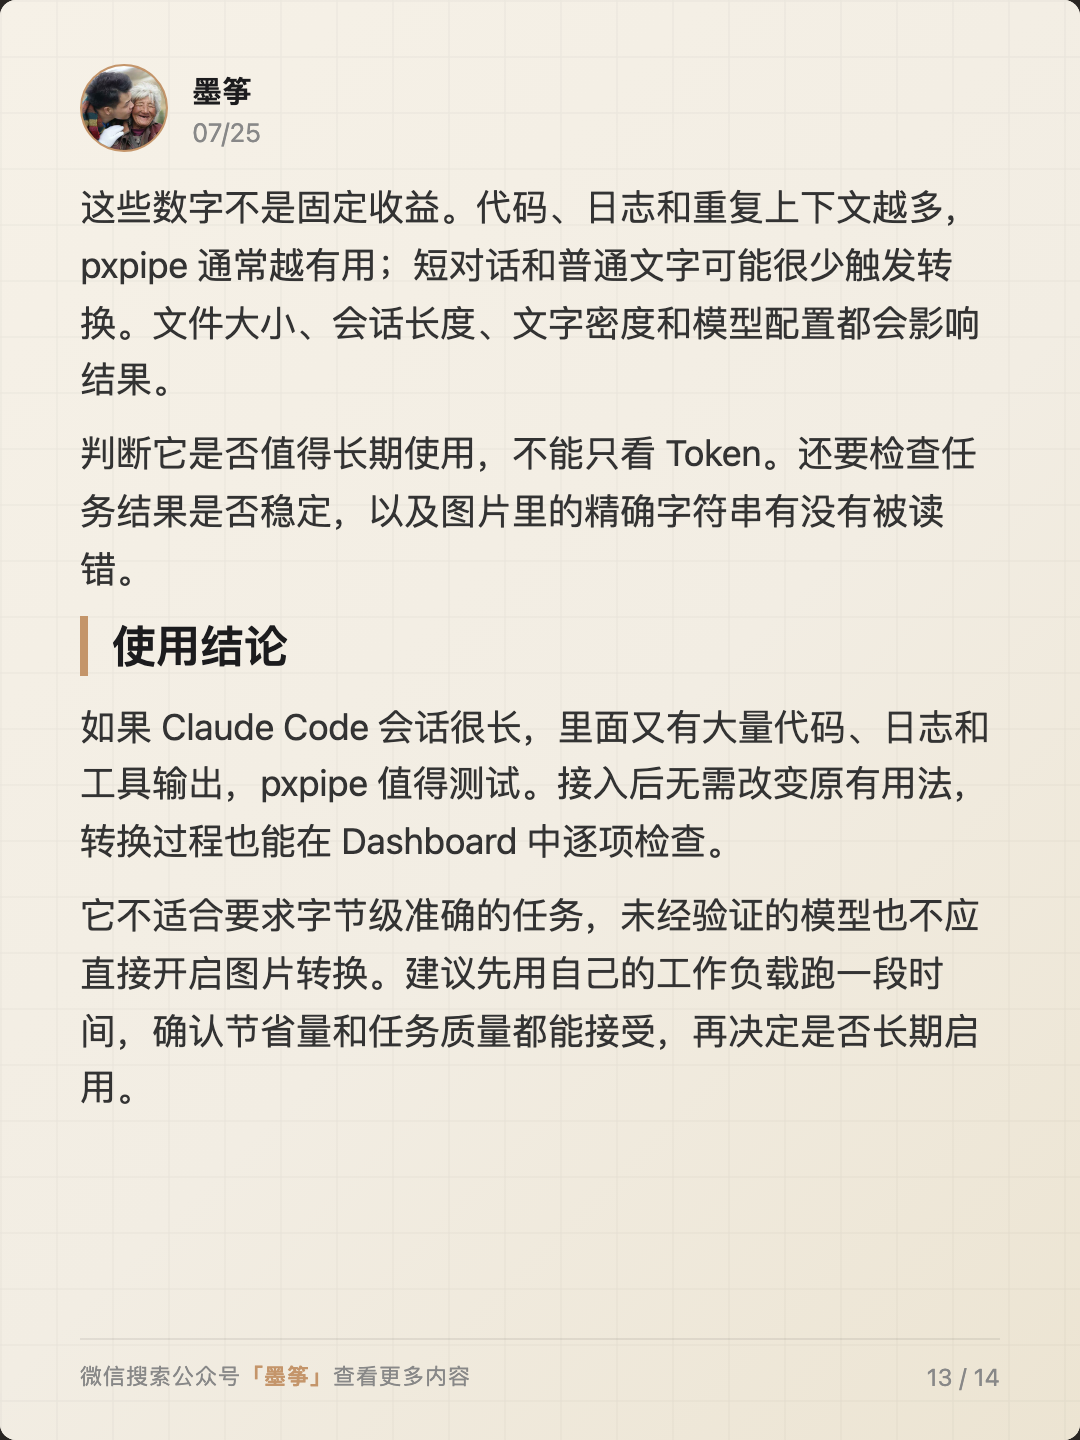 墨筝
07/25
这些数字不是固定收益。代码、日志和重复上下文越多，
pxpipe 通常越有用；短对话和普通文字可能很少触发转
换。文件大小、会话长度、文字密度和模型配置都会影响
结果。
判断它是否值得长期使用，不能只看 Token。还要检查任
务结果是否稳定，以及图片里的精确字符串有没有被读
错。
使用结论
如果 Claude Code 会话很长，里面又有大量代码、日志和
工具输出，pxpipe 值得测试。接入后无需改变原有用法，
转换过程也能在 Dashboard 中逐项检查。
它不适合要求字节级准确的任务，未经验证的模型也不应
直接开启图片转换。建议先用自己的工作负载跑一段时
间，确认节省量和任务质量都能接受，再决定是否长期启
用。
微信搜索公众号「墨筝」查看更多内容
13 / 14